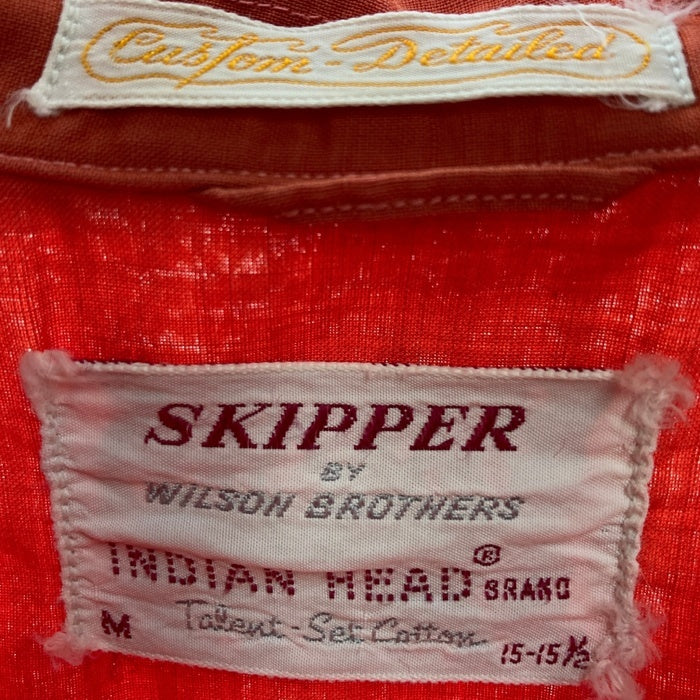 Custom-Detailed
SKIPPER
BY
WILSON BROTHERS
INDIAN HEAD® BRAND
M Talent-Set Cotton 15-15½